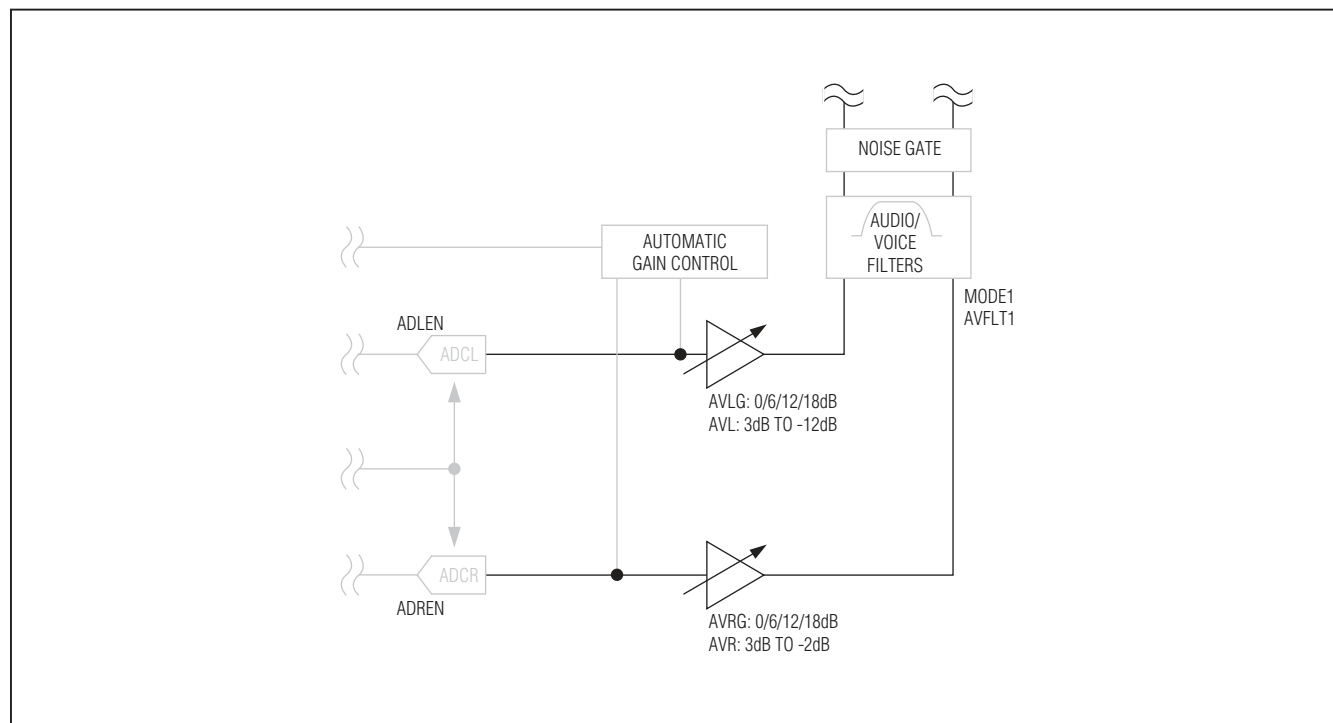 NOISE GATE
AUDIO/
VOICE
FILTERS
AUTOMATIC
GAIN CONTROL
MODE1
AVFLT1
ADLEN
ADCL
AVLG: 0/6/12/18dB
AVL: 3dB TO -12dB
ADCR
ADREN
AVRG: 0/6/12/18dB
AVR: 3dB TO -2dB